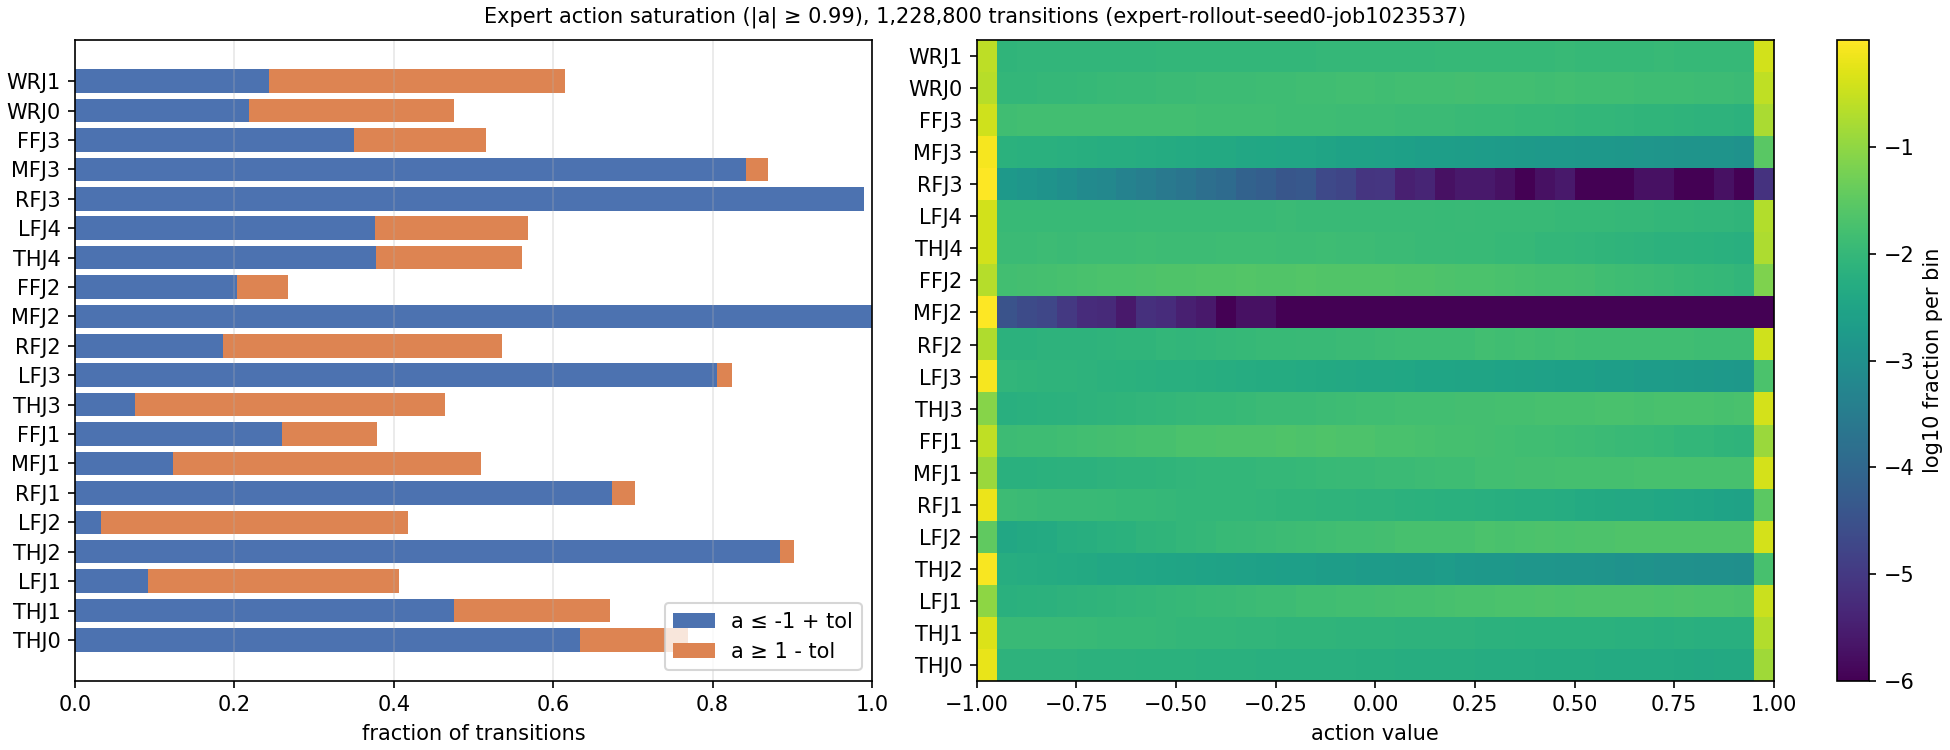 Expert action saturation (|a| ≥ 0.99), 1,228,800 transitions (expert-rollout-seed0-job1023537)
WRJ1
WRJ0
FFJ3
MFJ3
RFJ3
LFJ4
THJ4
FFJ2
MFJ2
RFJ2
LFJ3
THJ3
FFJ1
MFJ1
RFJ1
LFJ2
THJ2
LFJ1
THJ1
THJ0
a ≤ -1 + tol
a ≥ 1 - tol
0.0 0.2 0.4 0.6 0.8 1.0
fraction of transitions
WRJ1
WRJ0
FFJ3
MFJ3
RFJ3
LFJ4
THJ4
FFJ2
MFJ2
RFJ2
LFJ3
THJ3
FFJ1
MFJ1
RFJ1
LFJ2
THJ2
LFJ1
THJ1
THJ0
−1.00 −0.75 −0.50 −0.25 0.00 0.25 0.50 0.75 1.00
action value
−1
−2
−3
−4
−5
−6
log10 fraction per bin